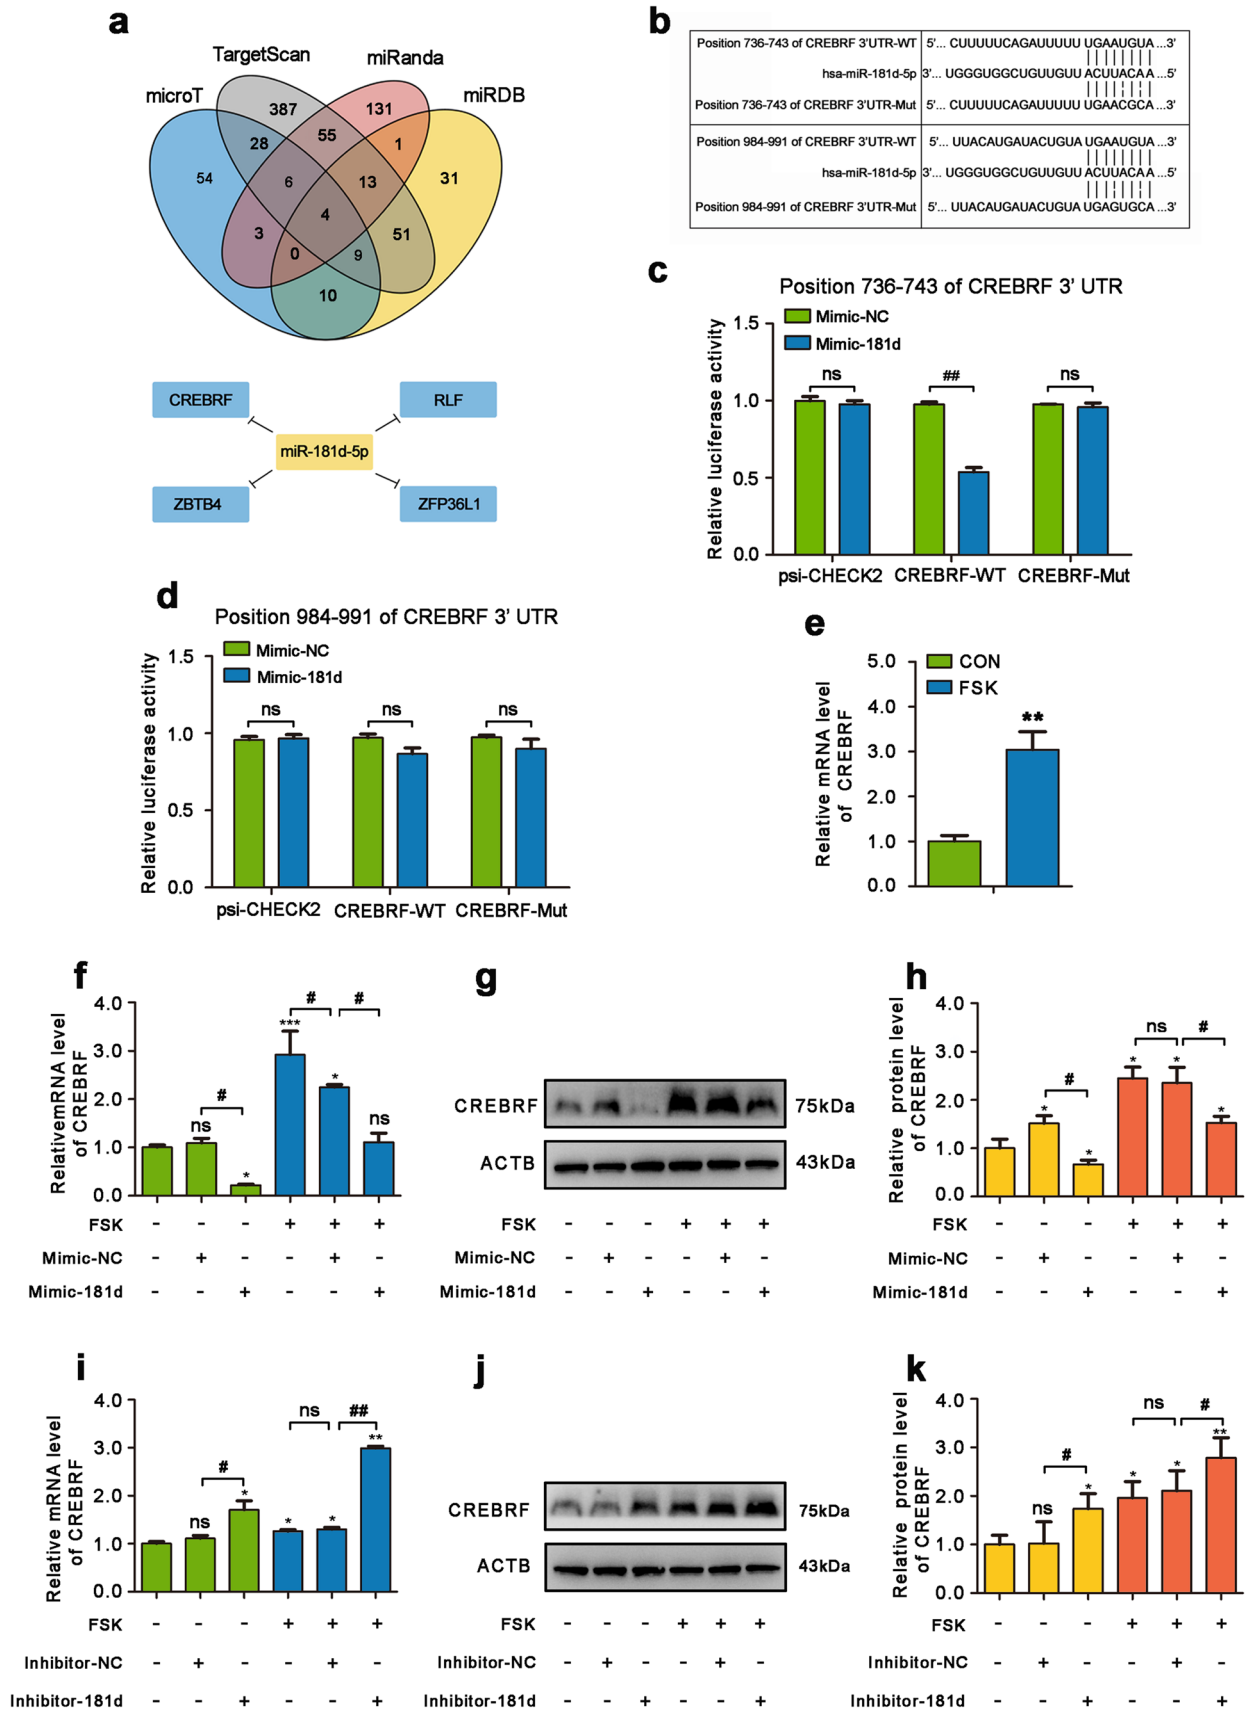 a
TargetScan
miRanda
microT
miRDB
387
131
28
55
1
54
6
13
31
4
3
0
9
51
10
CREBRF
RLF
miR-181d-5p
ZBTB4
ZFP36L1
b
Position 736-743 of CREBRF 3'UTR-WT 5'... CUUUUUCAGAUUUUU UGAAUGUA ...3'
hsa-miR-181d-5p 3'... UGGGUGGCUGUUGUU ACUUACAA ...5'
Position 736-743 of CREBRF 3'UTR-Mut 5'... CUUUUUCAGAUUUUU UGAACGCA ...3'
Position 984-991 of CREBRF 3'UTR-WT 5'... UUACAUGAUACUGUA UGAAUGUA ...3'
hsa-miR-181d-5p 3'... UGGGUGGCUGUUGUU ACUUACAA ...5'
Position 984-991 of CREBRF 3'UTR-Mut 5'... UUACAUGAUACUGUA UGAGUGCA ...3'
c
Position 736-743 of CREBRF 3' UTR
Relative luciferase activity
1.5
1.0
0.5
0.0
Mimic-NC
Mimic-181d
ns
##
ns
psi-CHECK2
CREBRF-WT
CREBRF-Mut
d
Position 984-991 of CREBRF 3' UTR
Relative luciferase activity
1.5
1.0
0.5
0.0
Mimic-NC
Mimic-181d
ns
ns
ns
psi-CHECK2
CREBRF-WT
CREBRF-Mut
e
Relative mRNA level
of CREBRF
5.0
4.0
3.0
2.0
1.0
0.0
CON
FSK
**
f
RelativemRNA level
of CREBRF
4.0
3.0
2.0
1.0
0.0
ns
#
*
***
#
*
#
ns
FSK - - - + + +
Mimic-NC - + - - + -
Mimic-181d - - + - - +
g
CREBRF
75kDa
ACTB
43kDa
FSK - - - + + +
Mimic-NC - + - - + -
Mimic-181d - - + - - +
h
Relative protein level
of CREBRF
4.0
3.0
2.0
1.0
0.0
*
#
*
*
ns
*
#
*
FSK - - - + + +
Mimic-NC - + - - + -
Mimic-181d - - + - - +
i
Relative mRNA level
of CREBRF
4.0
3.0
2.0
1.0
0.0
ns
#
*
*
ns
*
##
**
FSK - - - + + +
Inhibitor-NC - + - - + -
Inhibitor-181d - - + - - +
j
CREBRF
75kDa
ACTB
43kDa
FSK - - - + + +
Inhibitor-NC - + - - + -
Inhibitor-181d - - + - - +
k
Relative protein level
of CREBRF
4.0
3.0
2.0
1.0
0.0
ns
#
*
*
ns
*
#
**
FSK - - - + + +
Inhibitor-NC - + - - + -
Inhibitor-181d - - + - - +